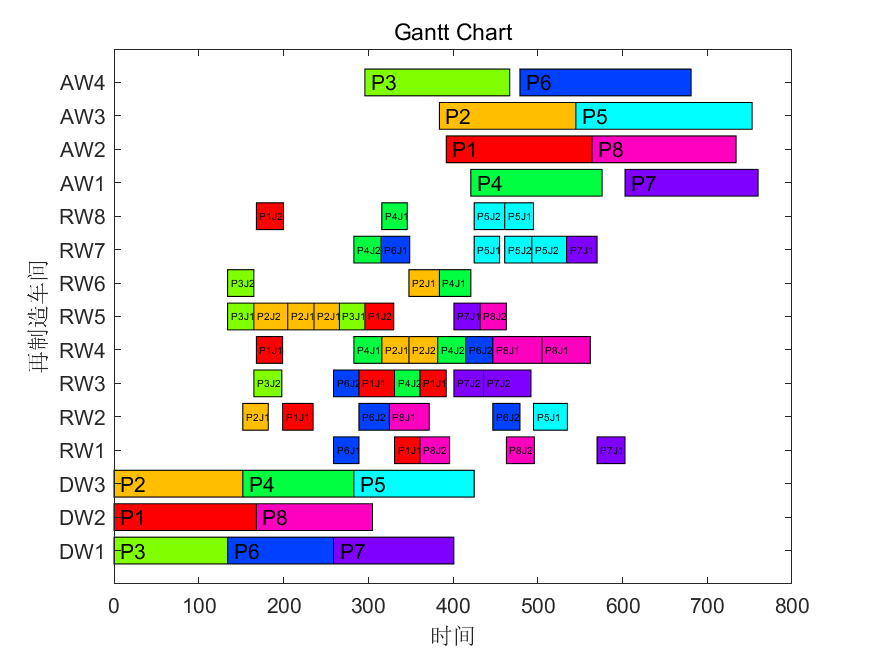 Gantt Chart
AW4 P3 P6
AW3 P2 P5
AW2 P1 P8
AW1 P4 P7
RW8 P1J2 P4J1 P5J2 P5J1
RW7 P4J2 P6J1 P5J1 P5J2 P5J2 P7J1
RW6 P3J2 P2J1 P4J1
RW5 P3J1 P2J2 P2J1 P2J1 P3J1 P1J2 P7J1 P8J2
RW4 P1J1 P4J1 P2J1 P2J2 P4J2 P6J2 P8J1 P8J1
RW3 P3J2 P6J2 P1J1 P4J2 P1J1 P7J2 P7J2
RW2 P2J1 P1J1 P6J2 P8J1 P6J2 P5J1
RW1 P6J1 P1J1 P8J2 P8J2 P7J1
DW3 P2 P4 P5
DW2 P1 P8
DW1 P3 P6 P7
0 100 200 300 400 500 600 700 800
时间
再制造车间